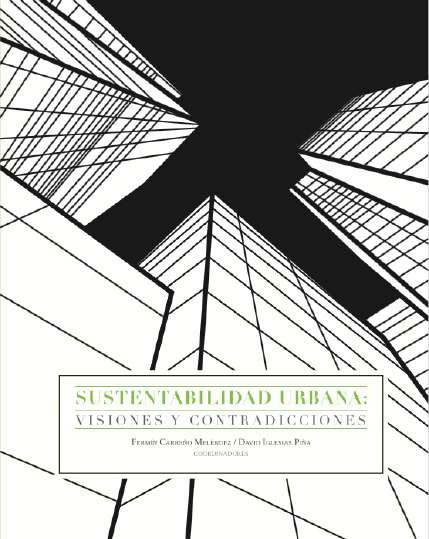 SUSTENTABILIDAD URBANA:
VISIONES Y CONTRADICCIONES
FERMÍN CARREÑO MELÉNDEZ / DAVID IGLESIAS PIÑA
COORDINADORES